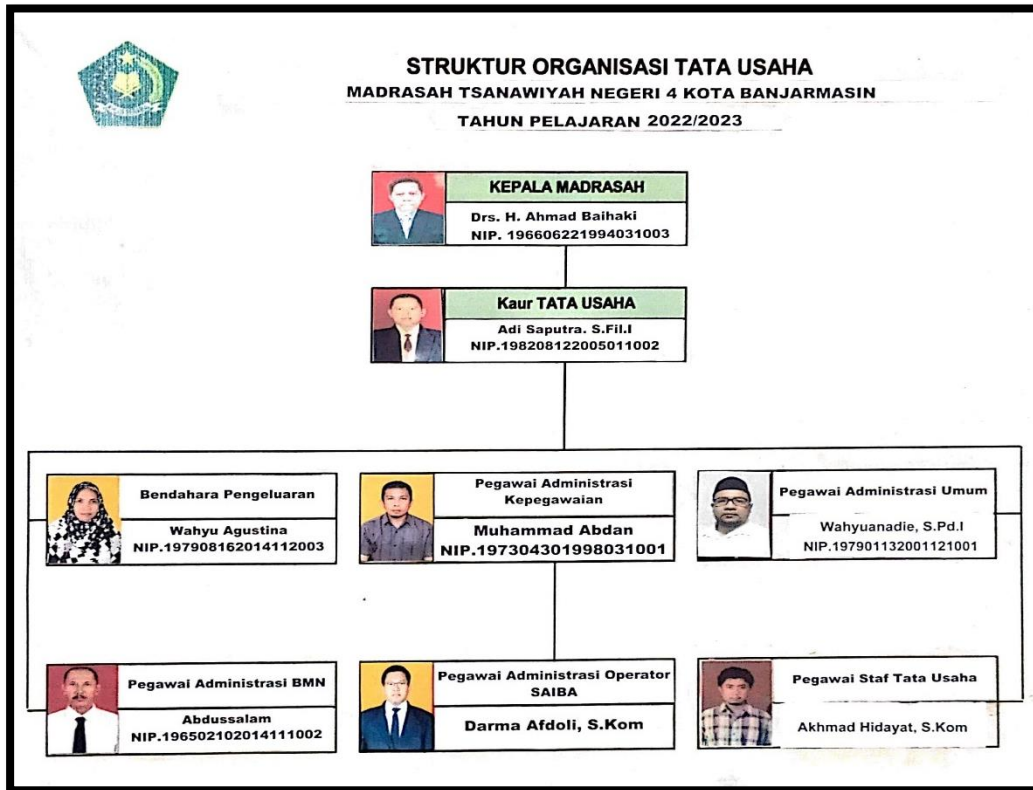 STRUKTUR ORGANISASI TATA USAHA
MADRASAH TSANAWIYAH NEGERI 4 KOTA BANJARMASIN
TAHUN PELAJARAN 2022/2023
KEPALA MADRASAH
Drs. H. Ahmad Baihaki
NIP. 196606221994031003
Kaur TATA USAHA
Adi Saputra. S.Fil.I
NIP.198208122005011002
Bendahara Pengeluaran
Wahyu Agustina
NIP.197908162014112003
Pegawai Administrasi
Kepegawaian
Muhammad Abdan
NIP.197304301998031001
Pegawai Administrasi Umum
Wahyuanadie, S.Pd.I
NIP.197901132001121001
Pegawai Administrasi BMN
Abdussalam
NIP.196502102014111002
Pegawai Administrasi Operator
SAIBA
Darma Afdoli, S.Kom
Pegawai Staf Tata Usaha
Akhmad Hidayat, S.Kom